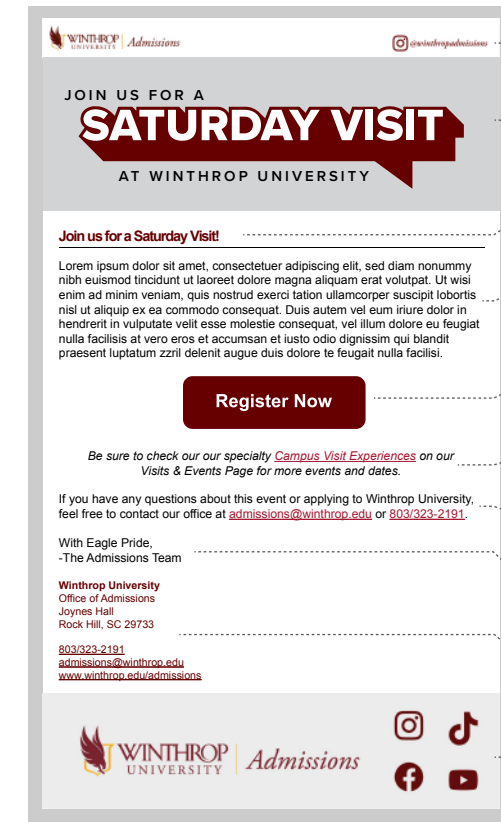 WINTHROP
UNIVERSITY
Admissions
@winthropadmissions
JOIN US FOR A
SATURDAY VISIT
AT WINTHROP UNIVERSITY
Join us for a Saturday Visit!
Lorem ipsum dolor sit amet, consectetuer adipiscing elit, sed diam nonummy
nibh euismod tincidunt ut laoreet dolore magna aliquam erat volutpat. Ut wisi
enim ad minim veniam, quis nostrud exerci tation ullamcorper suscipit lobortis
nisl ut aliquip ex ea commodo consequat. Duis autem vel eum iriure dolor in
hendrerit in vulputate velit esse molestie consequat, vel illum dolore eu feugiat
nulla facilisis at vero eros et accumsan et iusto odio dignissim qui blandit
praesent luptatum zzril delenit augue duis dolore te feugait nulla facilisi.
Register Now
Be sure to check our our specialty Campus Visit Experiences on our
Visits & Events Page for more events and dates.
If you have any questions about this event or applying to Winthrop University,
feel free to contact our office at admissions@winthrop.edu or 803/323-2191.
With Eagle Pride,
-The Admissions Team
Winthrop University
Office of Admissions
Joynes Hall
Rock Hill, SC 29733
803/323-2191
admissions@winthrop.edu
www.winthrop.edu/admissions
WINTHROP
UNIVERSITY
Admissions